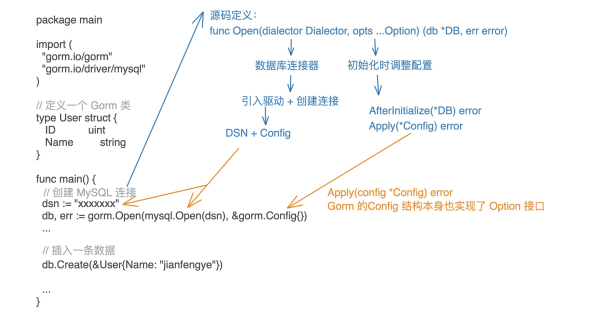 package main
import (
"gorm.io/gorm"
"gorm.io/driver/mysql"
)
// 定义一个 Gorm 类
type User struct {
ID uint
Name string
}
func main() {
// 创建 MySQL 连接
dsn := "xxxxxxx"
db, err := gorm.Open(mysql.Open(dsn), &gorm.Config{})
...
// 插入一条数据
db.Create(&User{Name: "jianfengye"})
...
}
源码定义：
func Open(dialector Dialector, opts ...Option) (db *DB, err error)
数据库连接器
初始化时调整配置
引入驱动 + 创建连接
DSN + Config
AfterInitialize(*DB) error
Apply(*Config) error
Apply(config *Config) error
Gorm 的Config 结构本身也实现了 Option 接口